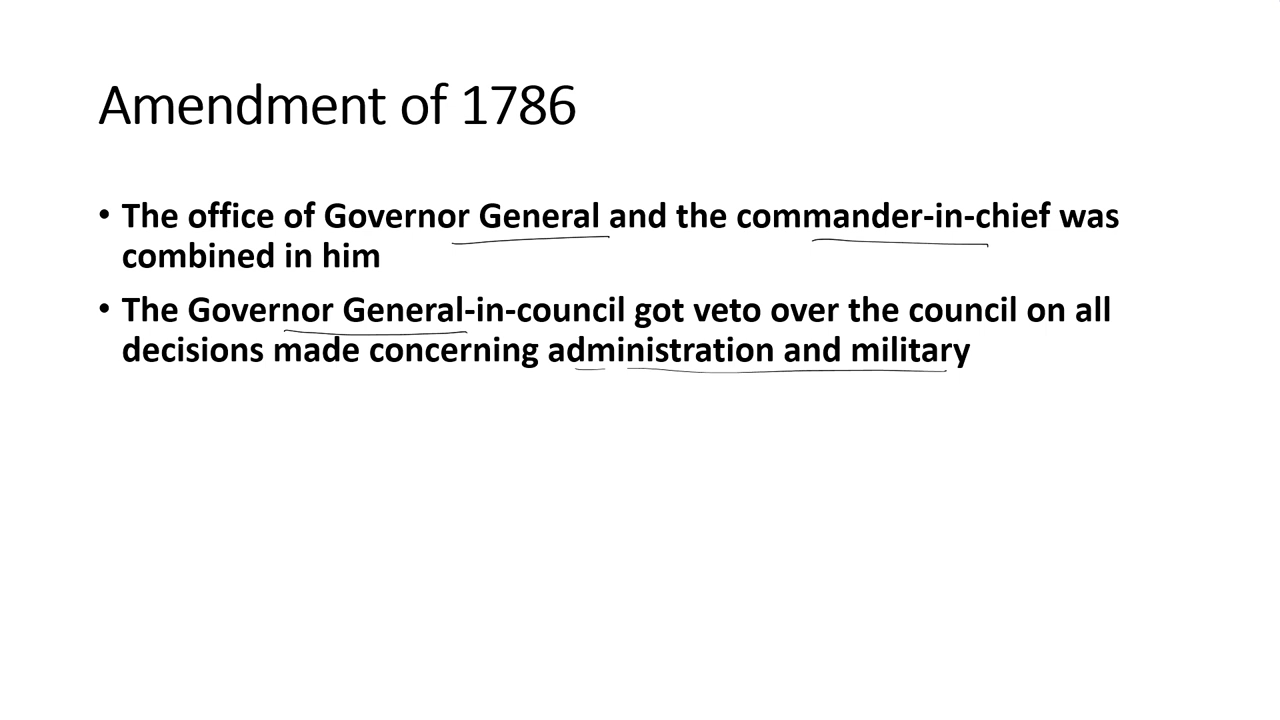 Amendment of 1786
• The office of Governor General and the commander-in-chief was
combined in him
• The Governor General-in-council got veto over the council on all
decisions made concerning administration and military